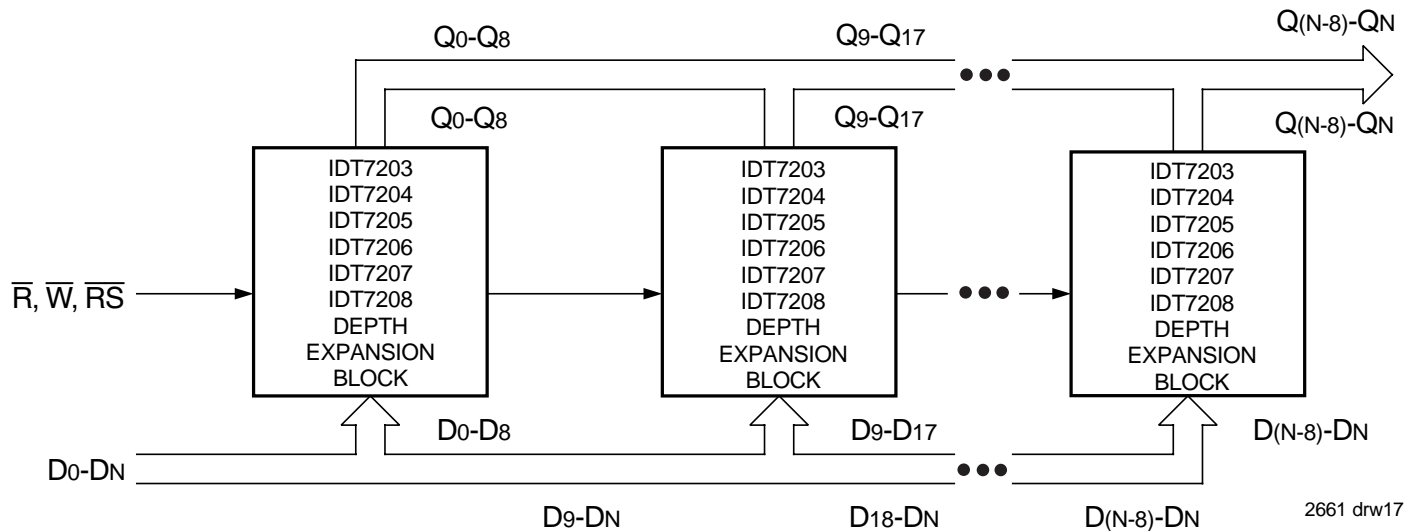 Q0-Q8
Q9-Q17
Q(N-8)-QN
Q0-Q8
Q9-Q17
Q(N-8)-QN
IDT7203
IDT7204
IDT7205
IDT7206
IDT7207
IDT7208
DEPTH
EXPANSION
BLOCK
IDT7203
IDT7204
IDT7205
IDT7206
IDT7207
IDT7208
DEPTH
EXPANSION
BLOCK
IDT7203
IDT7204
IDT7205
IDT7206
IDT7207
IDT7208
DEPTH
EXPANSION
BLOCK
R̅, W̅, R̅S̅
D0-D8
D9-D17
D(N-8)-DN
D0-DN
D9-DN
D18-DN
D(N-8)-DN
2661 drw17